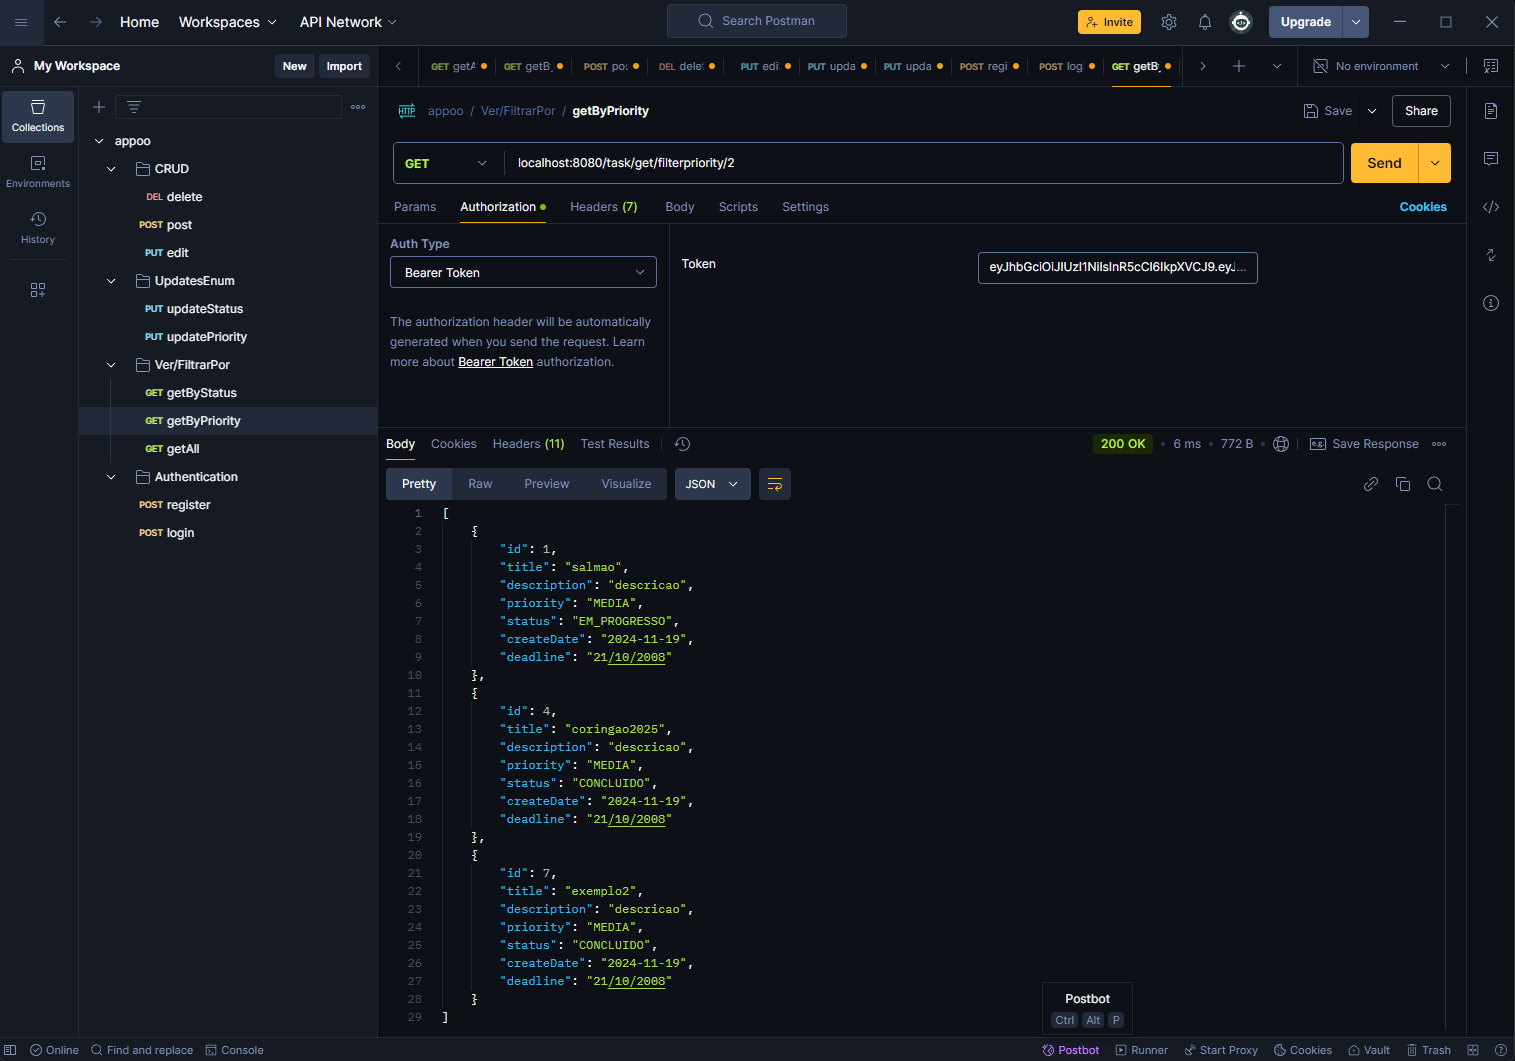 Home Workspaces API Network Search Postman Invite Upgrade
My Workspace New Import
GET getA GET getB POST po: DEL dele PUT edi PUT upda PUT upda POST regi POST log GET getBy No environment
Collections
Environments
History
appoo
CRUD
DEL delete
POST post
PUT edit
UpdatesEnum
PUT updateStatus
PUT updatePriority
Ver/FiltrarPor
GET getByStatus
GET getByPriority
GET getAll
Authentication
POST register
POST login
HTTP appoo / Ver/FiltrarPor / getByPriority Save Share
GET localhost:8080/task/get/filterpriority/2 Send
Params Authorization Headers (7) Body Scripts Settings Cookies
Auth Type
Bearer Token
The authorization header will be automatically
generated when you send the request. Learn
more about Bearer Token authorization.
Token
Body Cookies Headers (11) Test Results 200 OK 6 ms 772 B e.g. Save Response
Pretty Raw Preview Visualize JSON
1 [
2 {
3 "id": 1,
4 "title": "salmao",
5 "description": "descricao",
6 "priority": "MEDIA",
7 "status": "EM_PROGRESSO",
8 "createDate": "2024-11-19",
9 "deadline": "21/10/2008"
10 },
11 {
12 "id": 4,
13 "title": "coringao2025",
14 "description": "descricao",
15 "priority": "MEDIA",
16 "status": "CONCLUIDO",
17 "createDate": "2024-11-19",
18 "deadline": "21/10/2008"
19 },
20 {
21 "id": 7,
22 "title": "exemplo2",
23 "description": "descricao",
24 "priority": "MEDIA",
25 "status": "CONCLUIDO",
26 "createDate": "2024-11-19",
27 "deadline": "21/10/2008"
28 }
29 ]
Postbot
Ctrl Alt P
Online Find and replace Console Postbot Runner Start Proxy Cookies Vault Trash